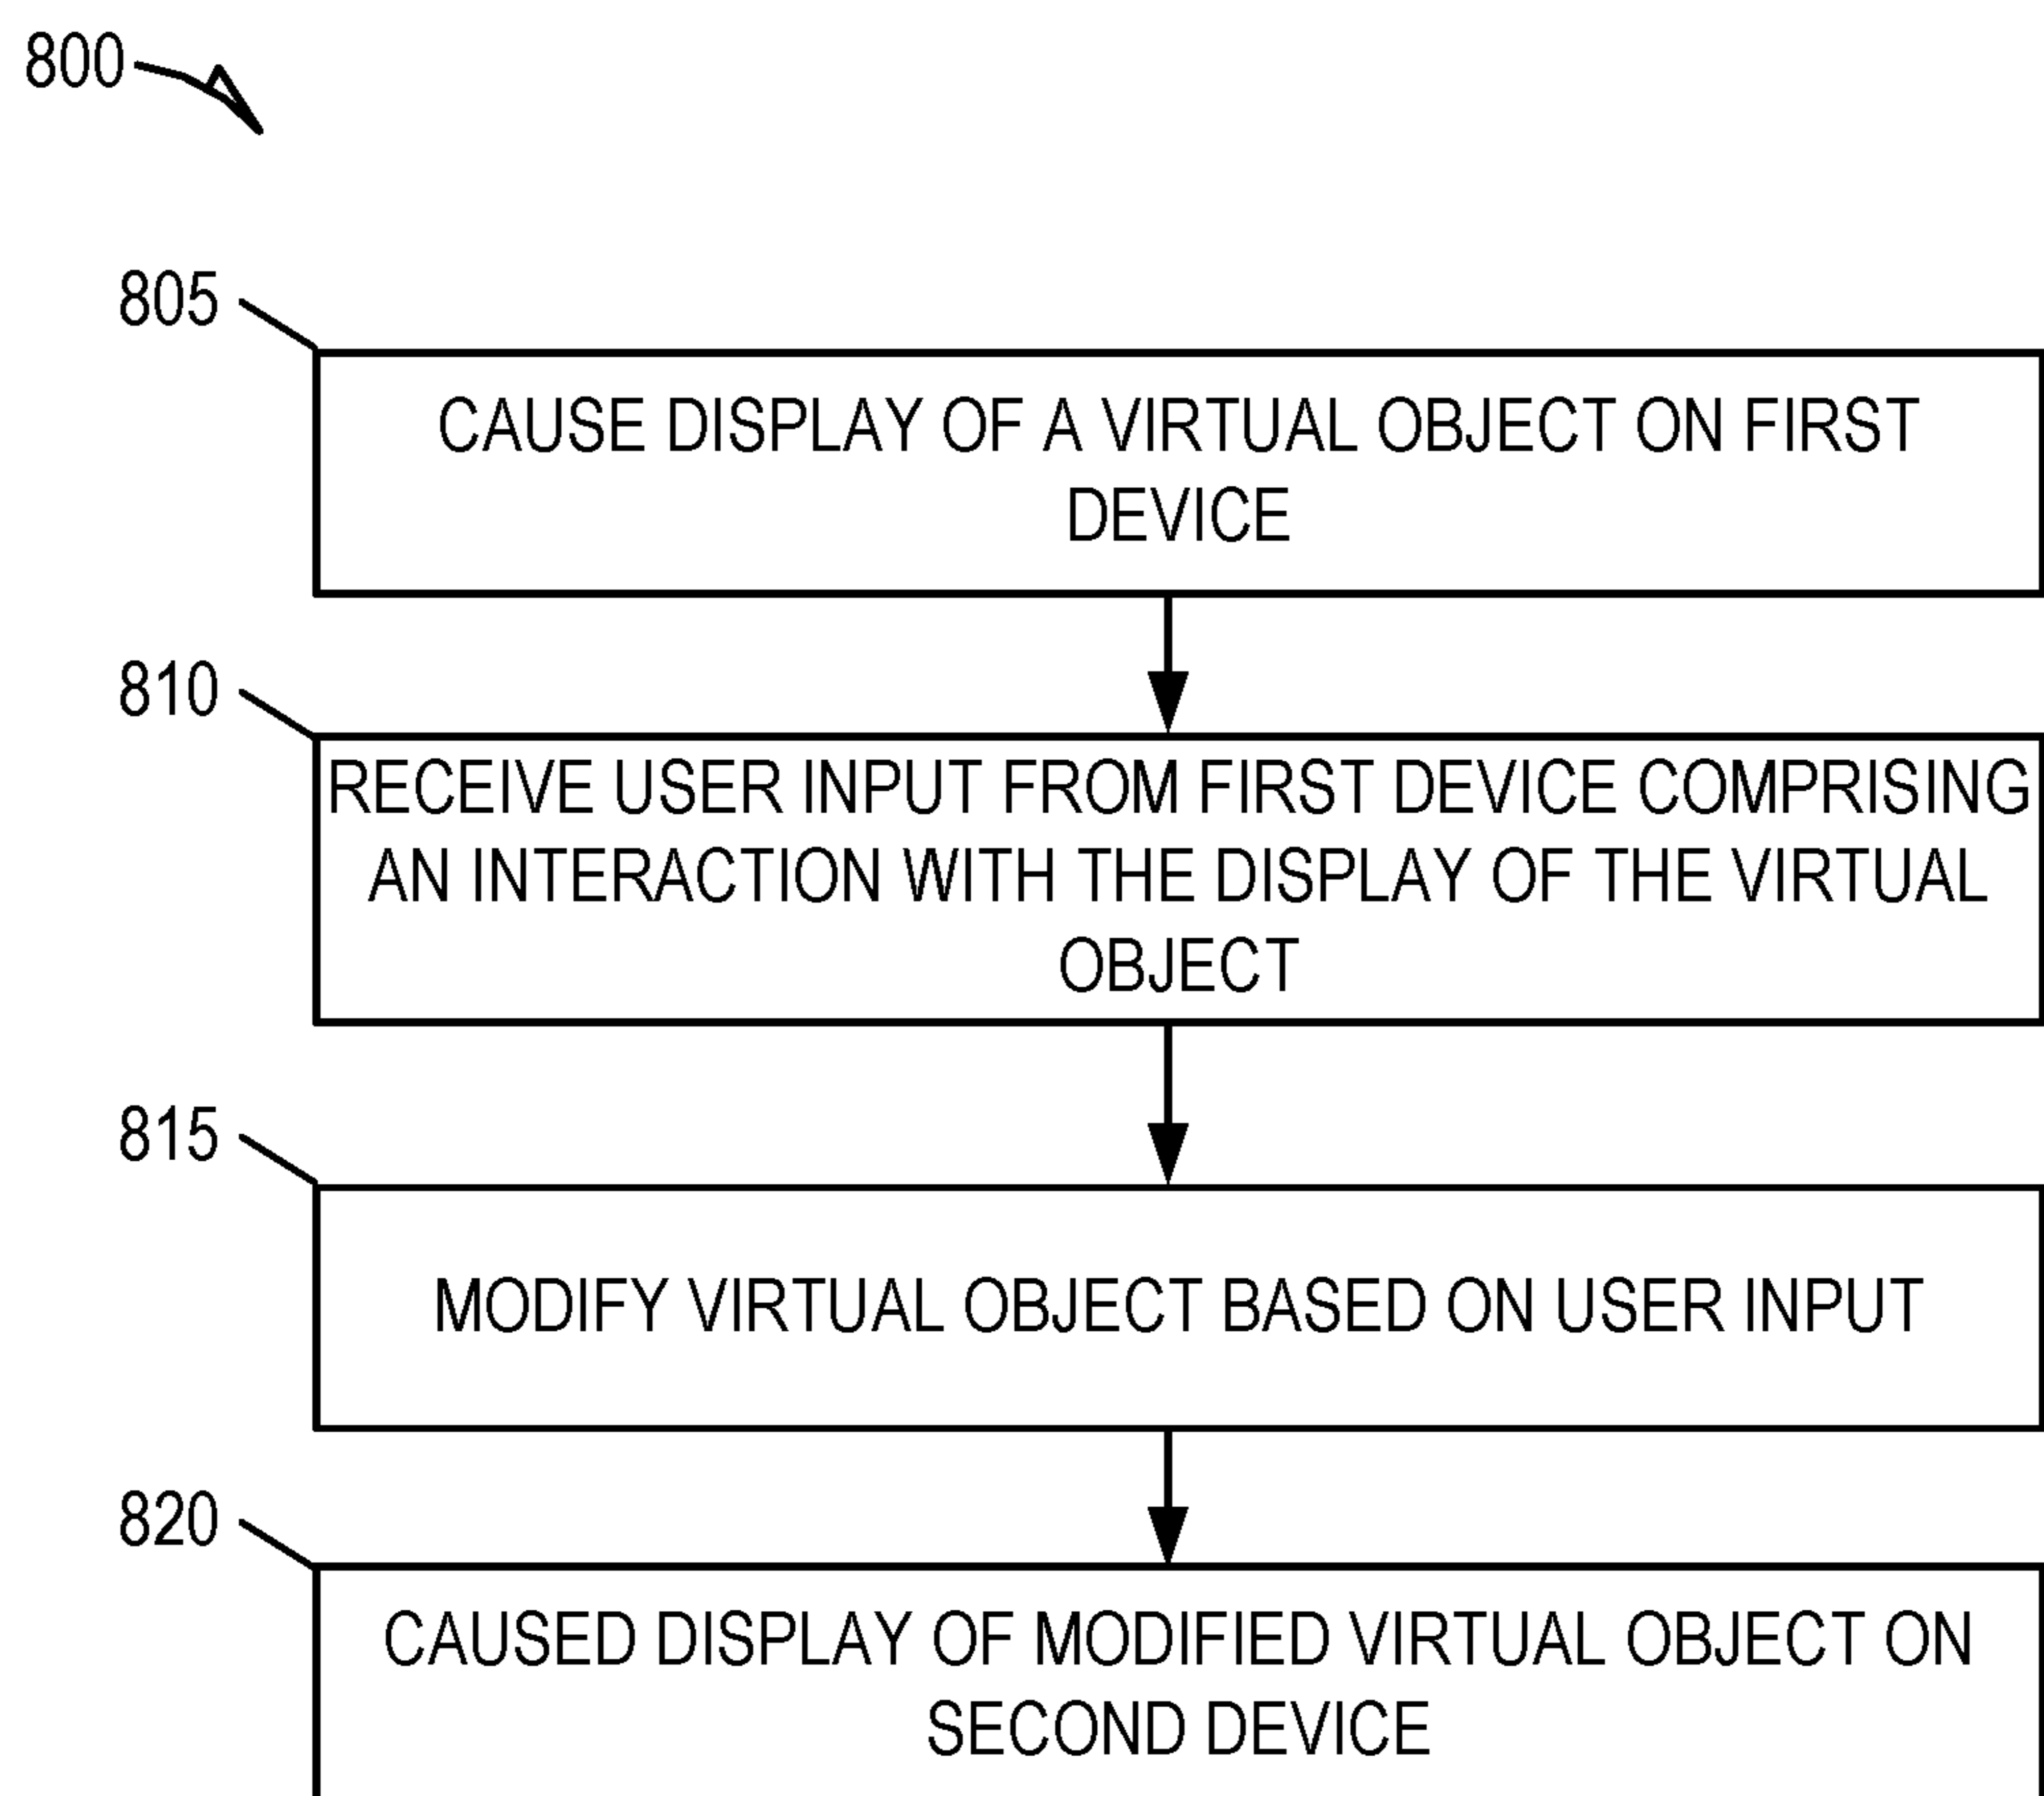 800
805
CAUSE DISPLAY OF A VIRTUAL OBJECT ON FIRST
DEVICE
810
RECEIVE USER INPUT FROM FIRST DEVICE COMPRISING
AN INTERACTION WITH THE DISPLAY OF THE VIRTUAL
OBJECT
815
MODIFY VIRTUAL OBJECT BASED ON USER INPUT
820
CAUSED DISPLAY OF MODIFIED VIRTUAL OBJECT ON
SECOND DEVICE